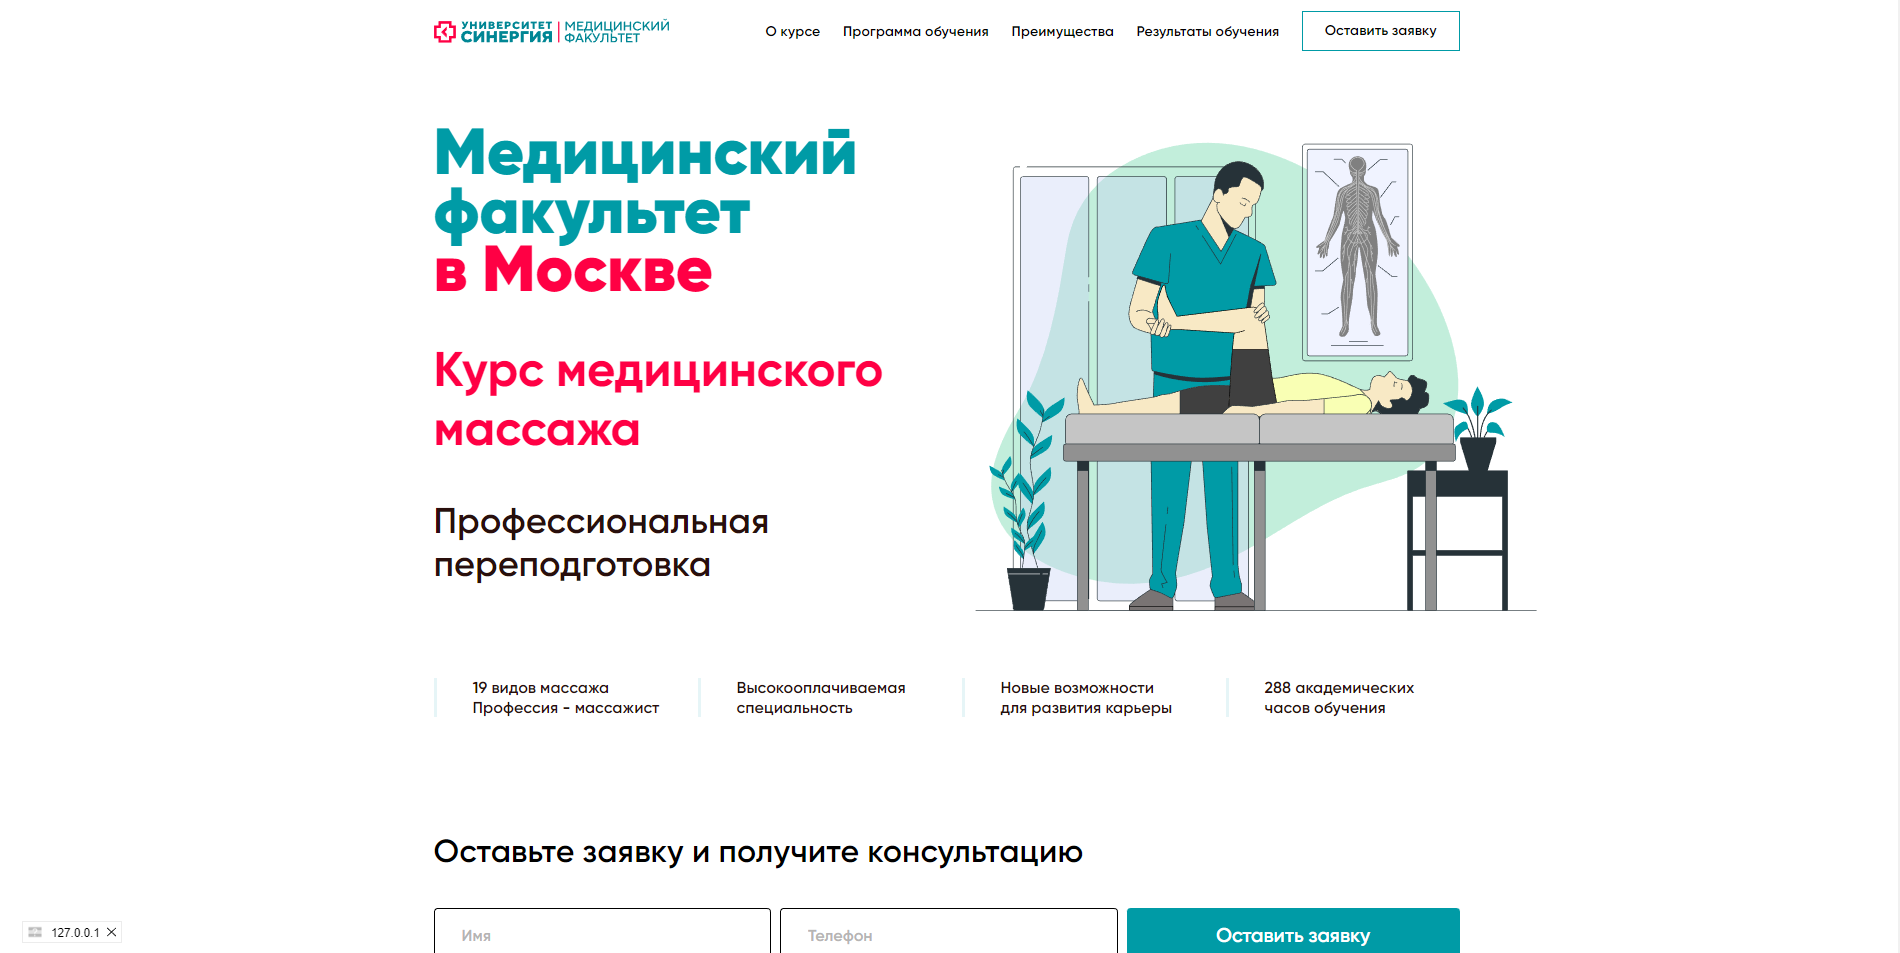 УНИВЕРСИТЕТ
СИНЕРГИЯ
МЕДИЦИНСКИЙ
ФАКУЛЬТЕТ
О курсе
Программа обучения
Преимущества
Результаты обучения
Оставить заявку
Медицинский
факультет
в Москве
Курс медицинского
массажа
Профессиональная
переподготовка
19 видов массажа
Профессия - массажист
Высокооплачиваемая
специальность
Новые возможности
для развития карьеры
288 академических
часов обучения
Оставьте заявку и получите консультацию
Имя
Телефон
Оставить заявку
127.0.0.1